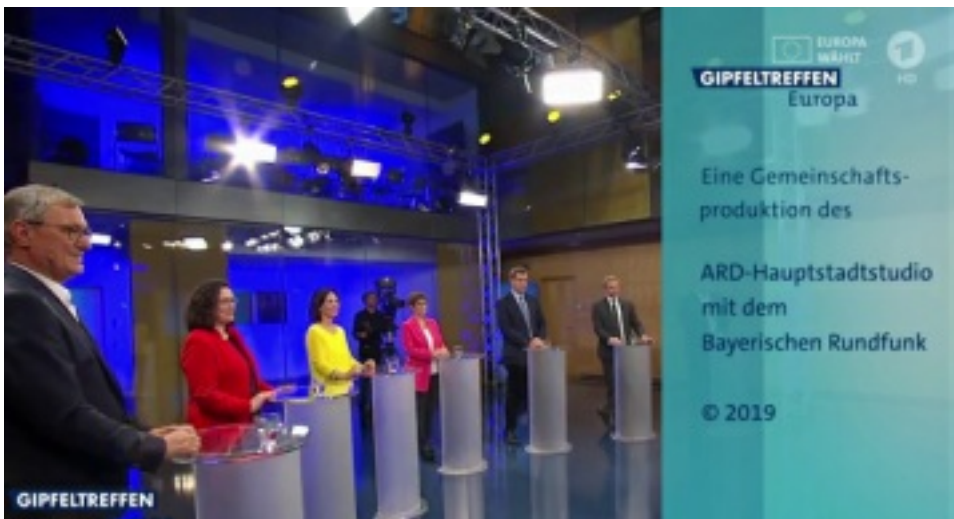 EUROPA
WÄHLT
1
HD
GIPFELTREFFEN
Europa
Eine Gemeinschafts-
produktion des
ARD-Hauptstadtstudio
mit dem
Bayerischen Rundfunk
© 2019
GIPFELTREFFEN